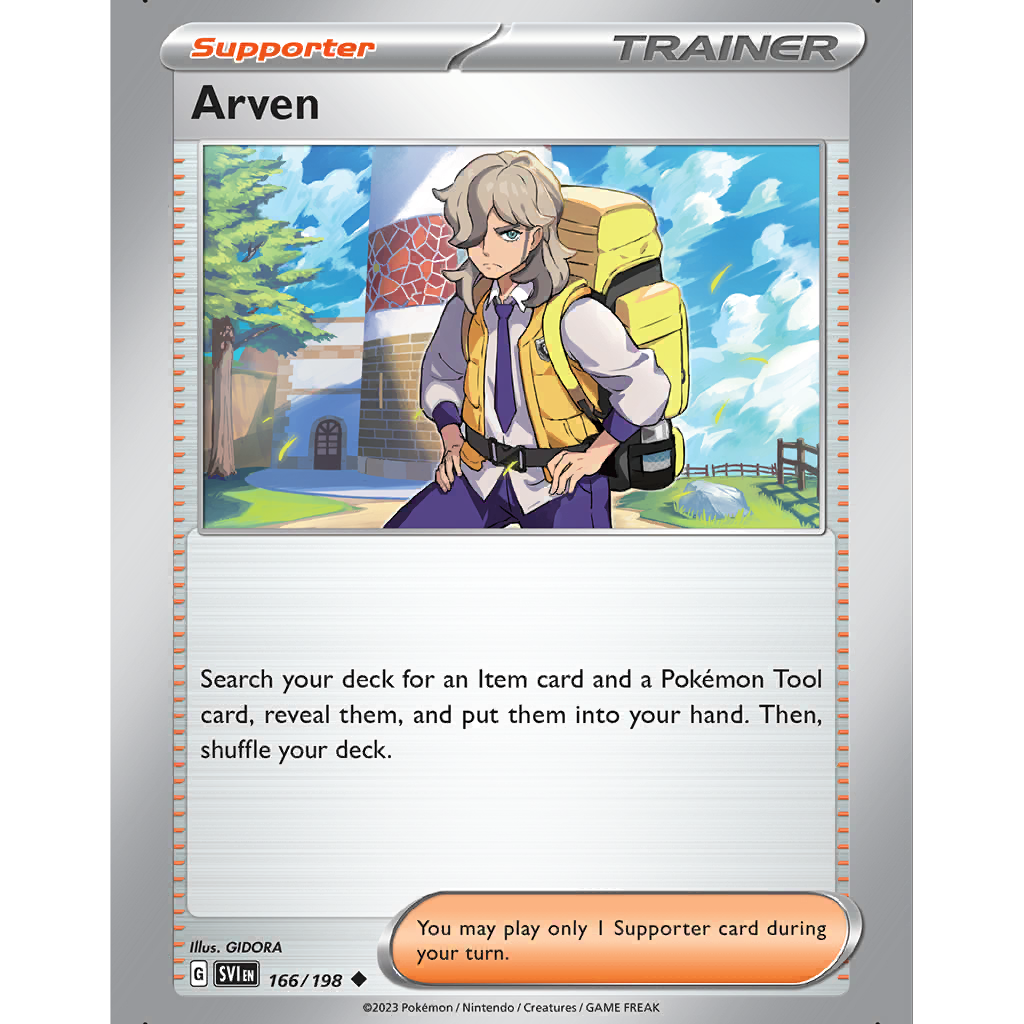 Supporter
TRAINER
Arven
Search your deck for an Item card and a Pokémon Tool
card, reveal them, and put them into your hand. Then,
shuffle your deck.
You may play only 1 Supporter card during
your turn.
Illus. GIDORA
G SVI EN 166/198
©2023 Pokémon / Nintendo / Creatures / GAME FREAK